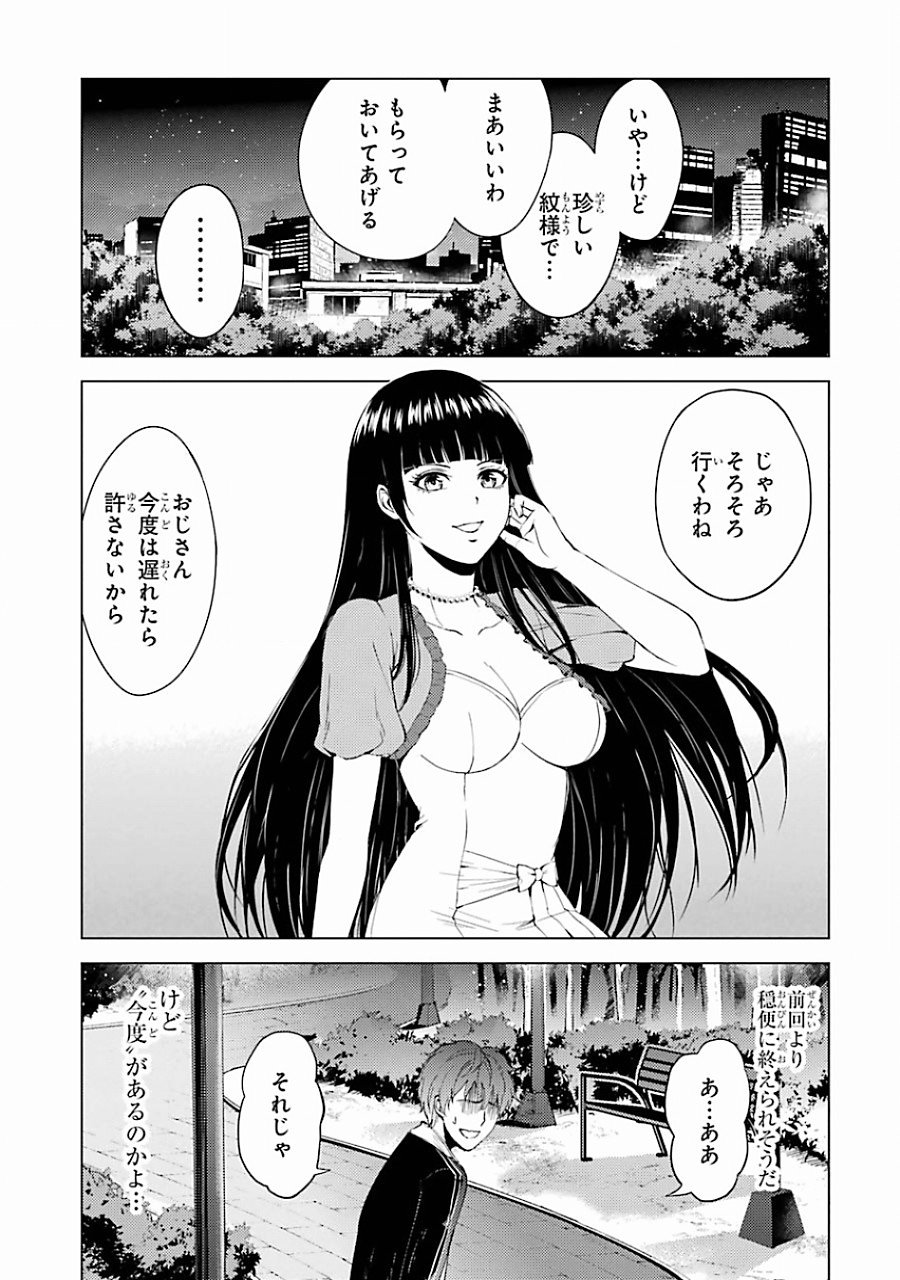 いや…けど
珍しい
紋様で…
まあいいわ
もらって
おいてあげる
………
じゃあ
そろそろ
行くわね
おじさん
今度は遅れたら
許さないから
前回より
穏便に終えられそうだ
あ…ああ
それじゃ
けど
〝今度〟があるのかよ…